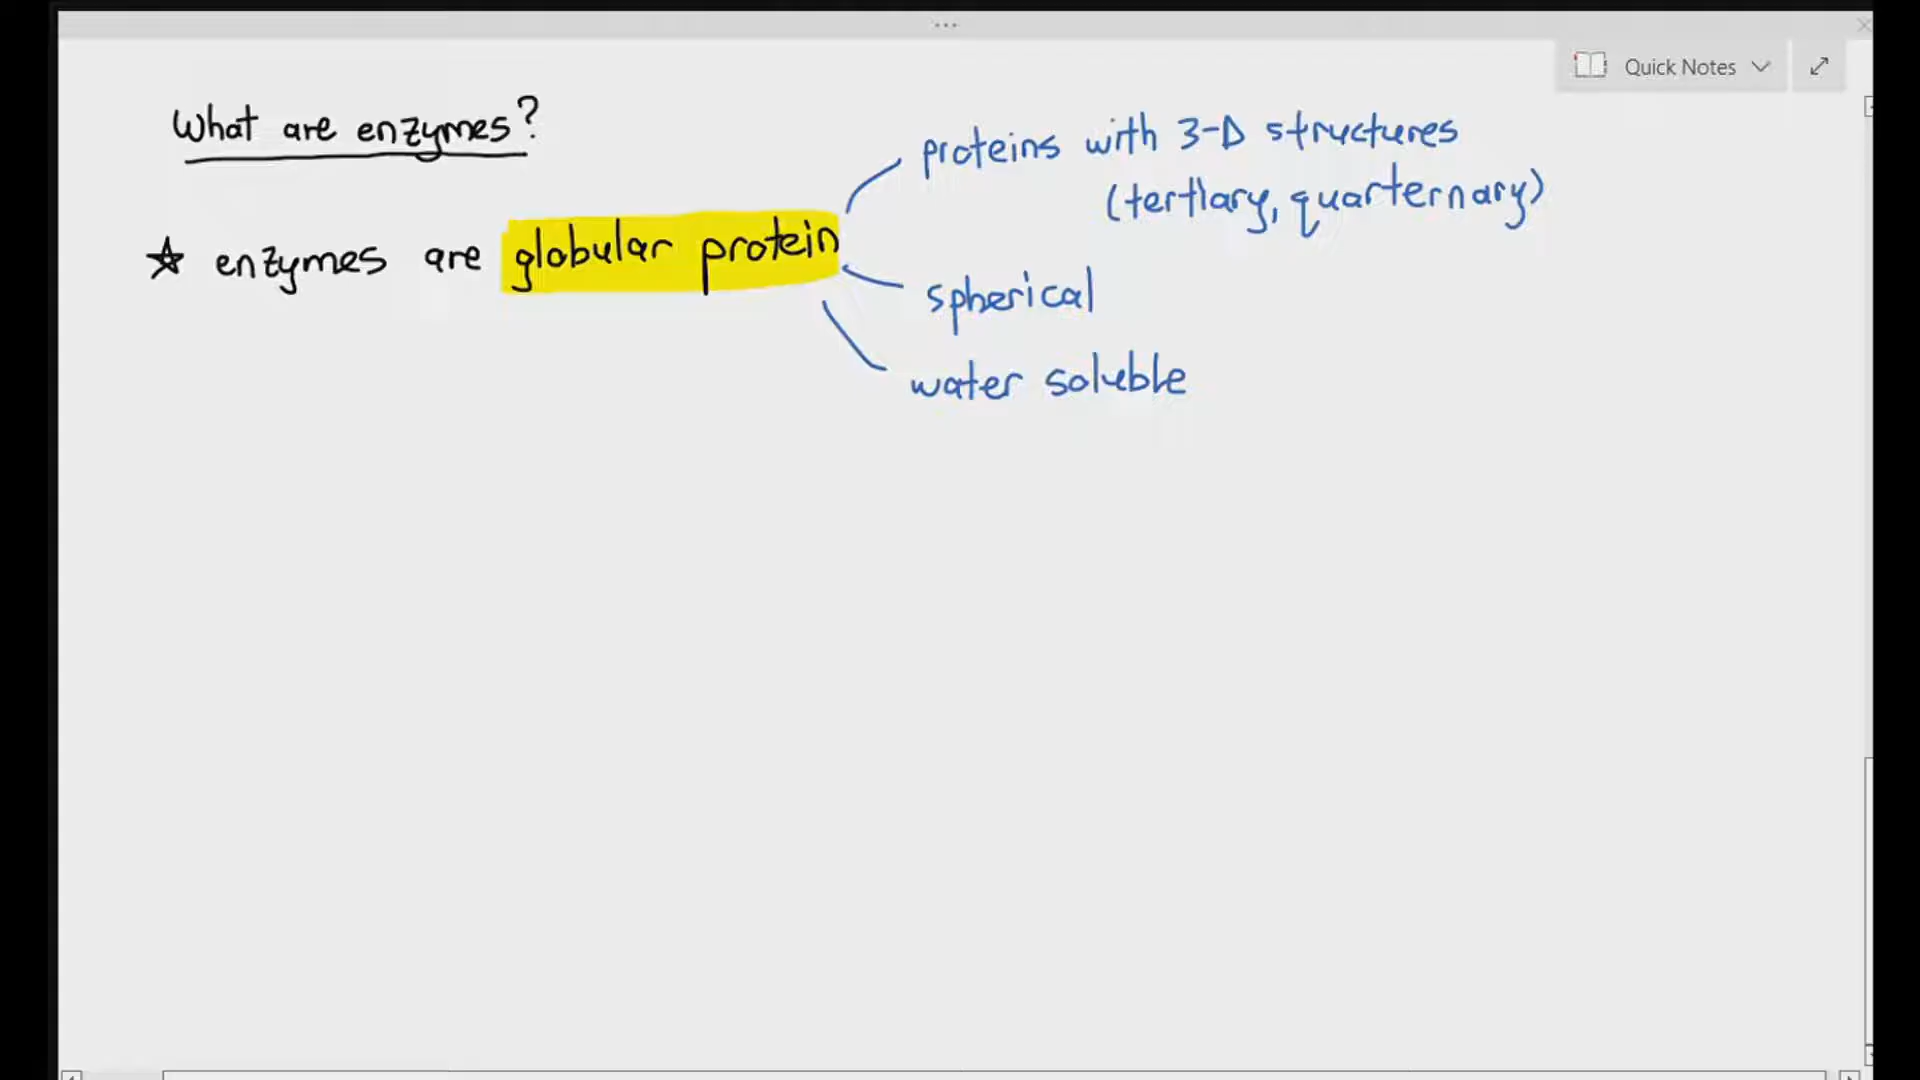 Quick Notes
What are enzymes?
proteins with 3-D structures
(tertiary, quarternary)
☆ enzymes are globular protein
spherical
water soluble